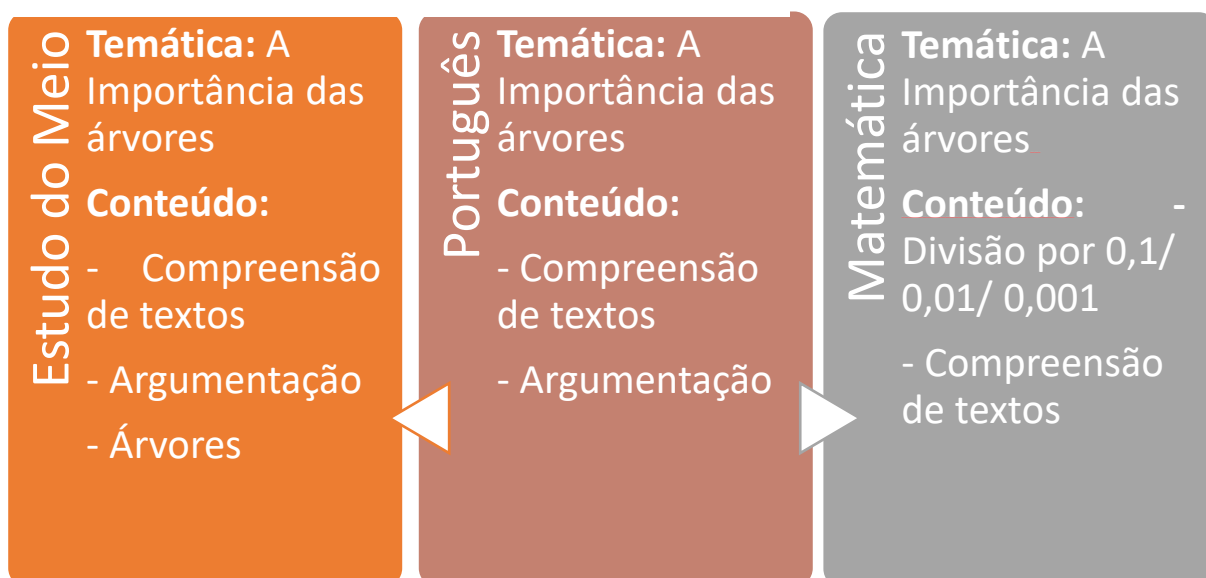 Estudo do Meio
Temática: A
Importância das
árvores
Conteúdo:
- Compreensão
de textos
- Argumentação
- Árvores
Português
Temática: A
Importância das
árvores
Conteúdo:
- Compreensão
de textos
- Argumentação
Matemática
Temática: A
Importância das
árvores
Conteúdo: -
Divisão por 0,1/
0,01/ 0,001
- Compreensão
de textos